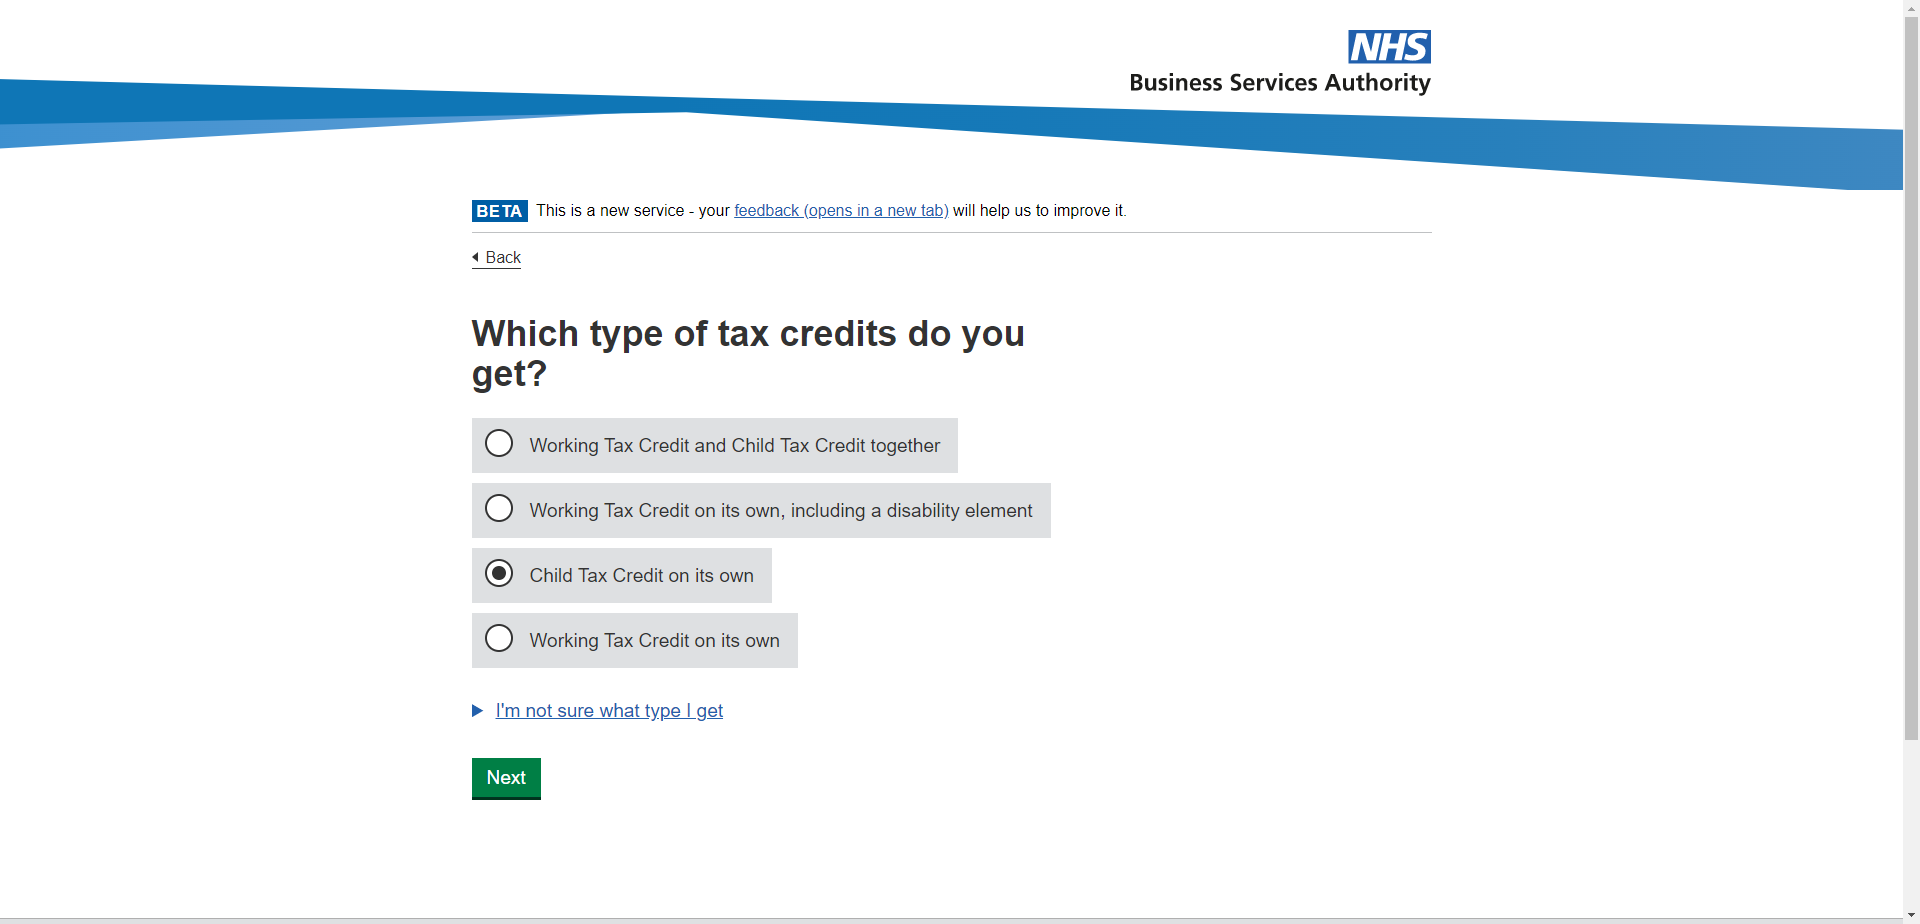 NHS
Business Services Authority
BETA This is a new service - your feedback (opens in a new tab) will help us to improve it.
Back
Which type of tax credits do you
get?
Working Tax Credit and Child Tax Credit together
Working Tax Credit on its own, including a disability element
Child Tax Credit on its own
Working Tax Credit on its own
I'm not sure what type I get
Next